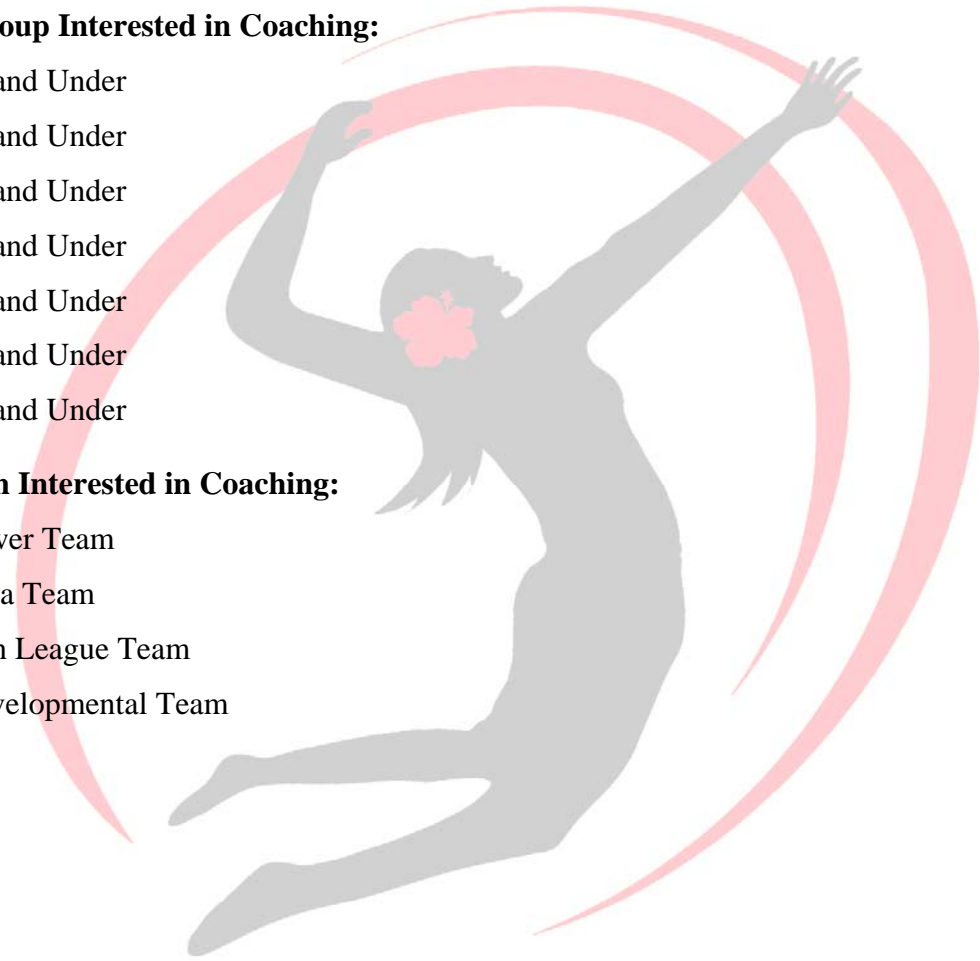 oup Interested in Coaching:
and Under
and Under
and Under
and Under
and Under
and Under
and Under
n Interested in Coaching:
ver Team
a Team
n League Team
velopmental Team